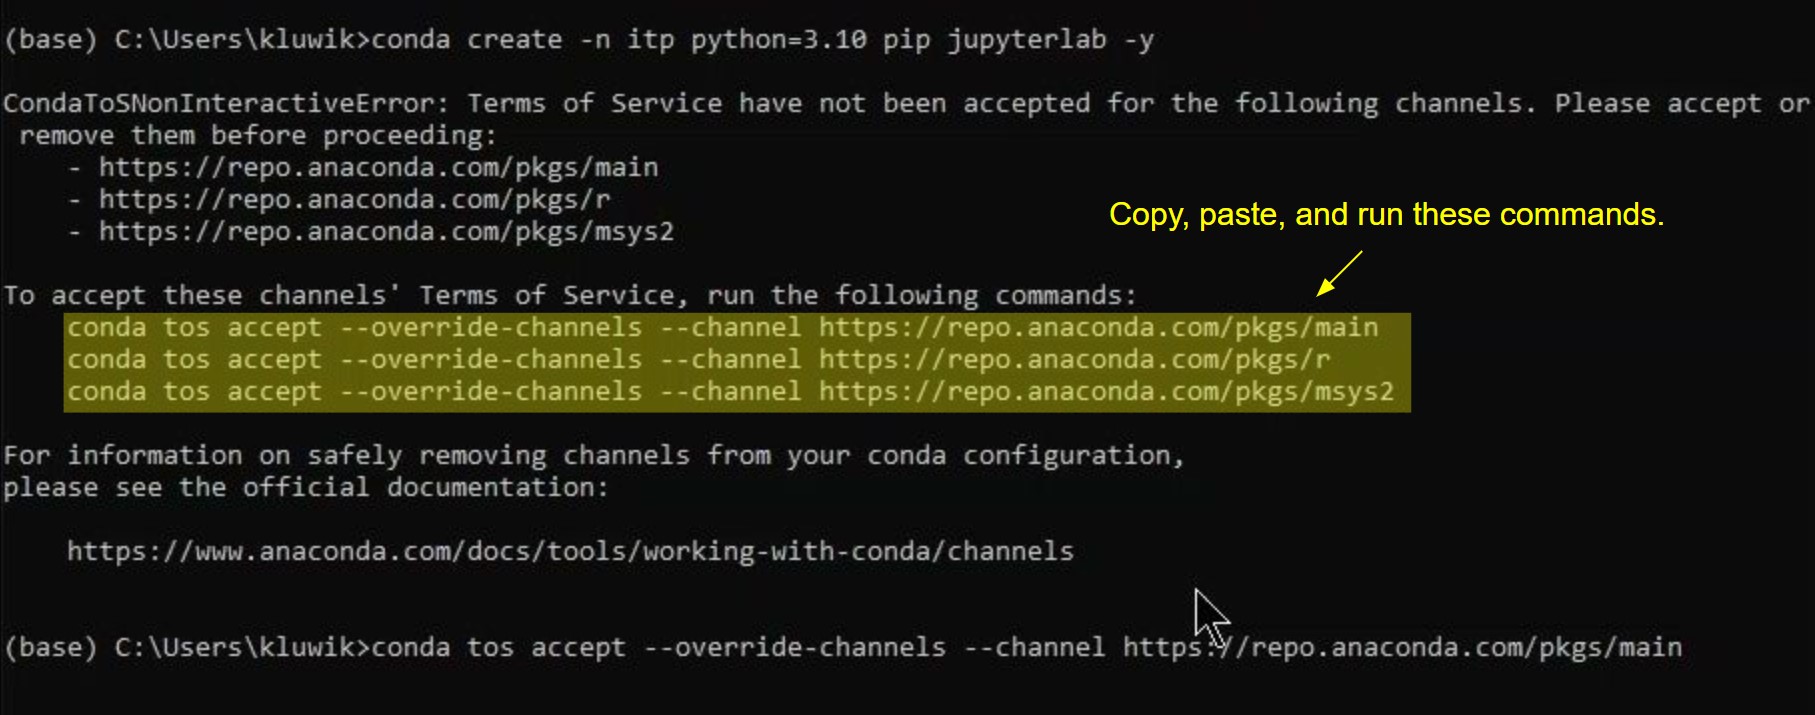 (base) C:\Users\kluwik>conda create -n itp python=3.10 pip jupyterlab -y
CondaToSNonInteractiveError: Terms of Service have not been accepted for the following channels. Please accept or
remove them before proceeding:
- https://repo.anaconda.com/pkgs/main
- https://repo.anaconda.com/pkgs/r
- https://repo.anaconda.com/pkgs/msys2
Copy, paste, and run these commands.
To accept these channels' Terms of Service, run the following commands:
conda tos accept --override-channels --channel https://repo.anaconda.com/pkgs/main
conda tos accept --override-channels --channel https://repo.anaconda.com/pkgs/r
conda tos accept --override-channels --channel https://repo.anaconda.com/pkgs/msys2
For information on safely removing channels from your conda configuration,
please see the official documentation:
https://www.anaconda.com/docs/tools/working-with-conda/channels
(base) C:\Users\kluwik>conda tos accept --override-channels --channel https://repo.anaconda.com/pkgs/main